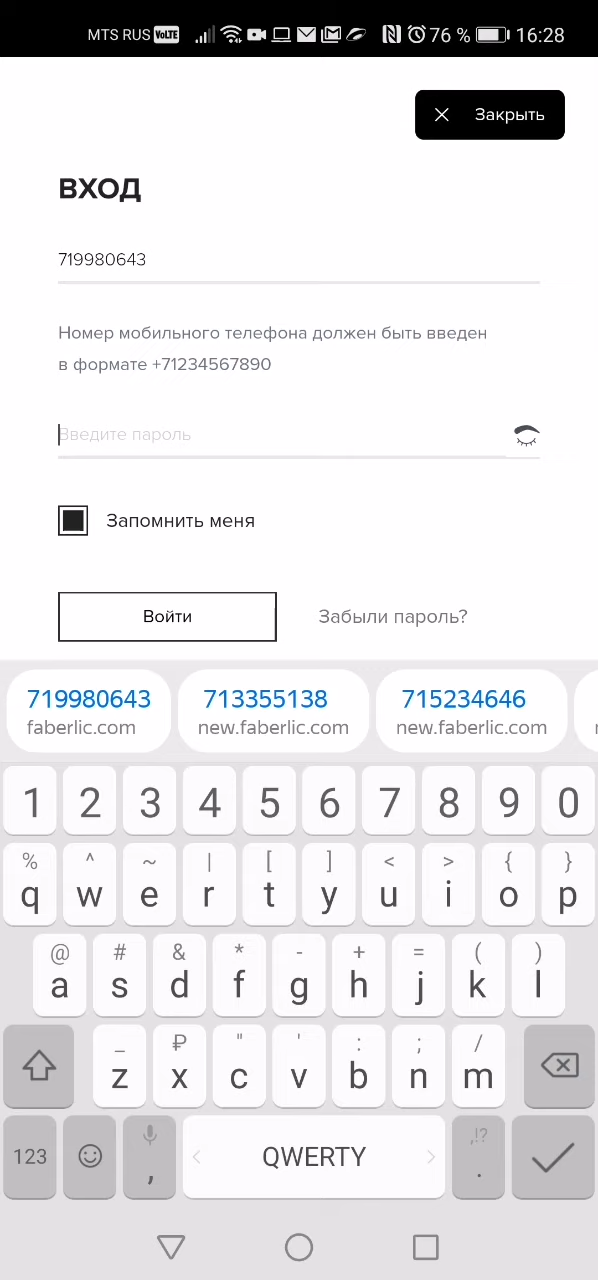 MTS RUS VoLTE 76 % 16:28
Закрыть
ВХОД
719980643
Номер мобильного телефона должен быть введен
в формате +71234567890
Введите пароль
Запомнить меня
Войти Забыли пароль?
719980643 713355138 715234646
faberlic.com new.faberlic.com new.faberlic.com
1 2 3 4 5 6 7 8 9 0
% ^ ~ | [ ] < > { }
q w e r t y u i o p
@ # & * - + = ( )
a s d f g h j k l
_ ₽ " ' : ; /
z x c v b n m
,!?
123 , QWERTY .